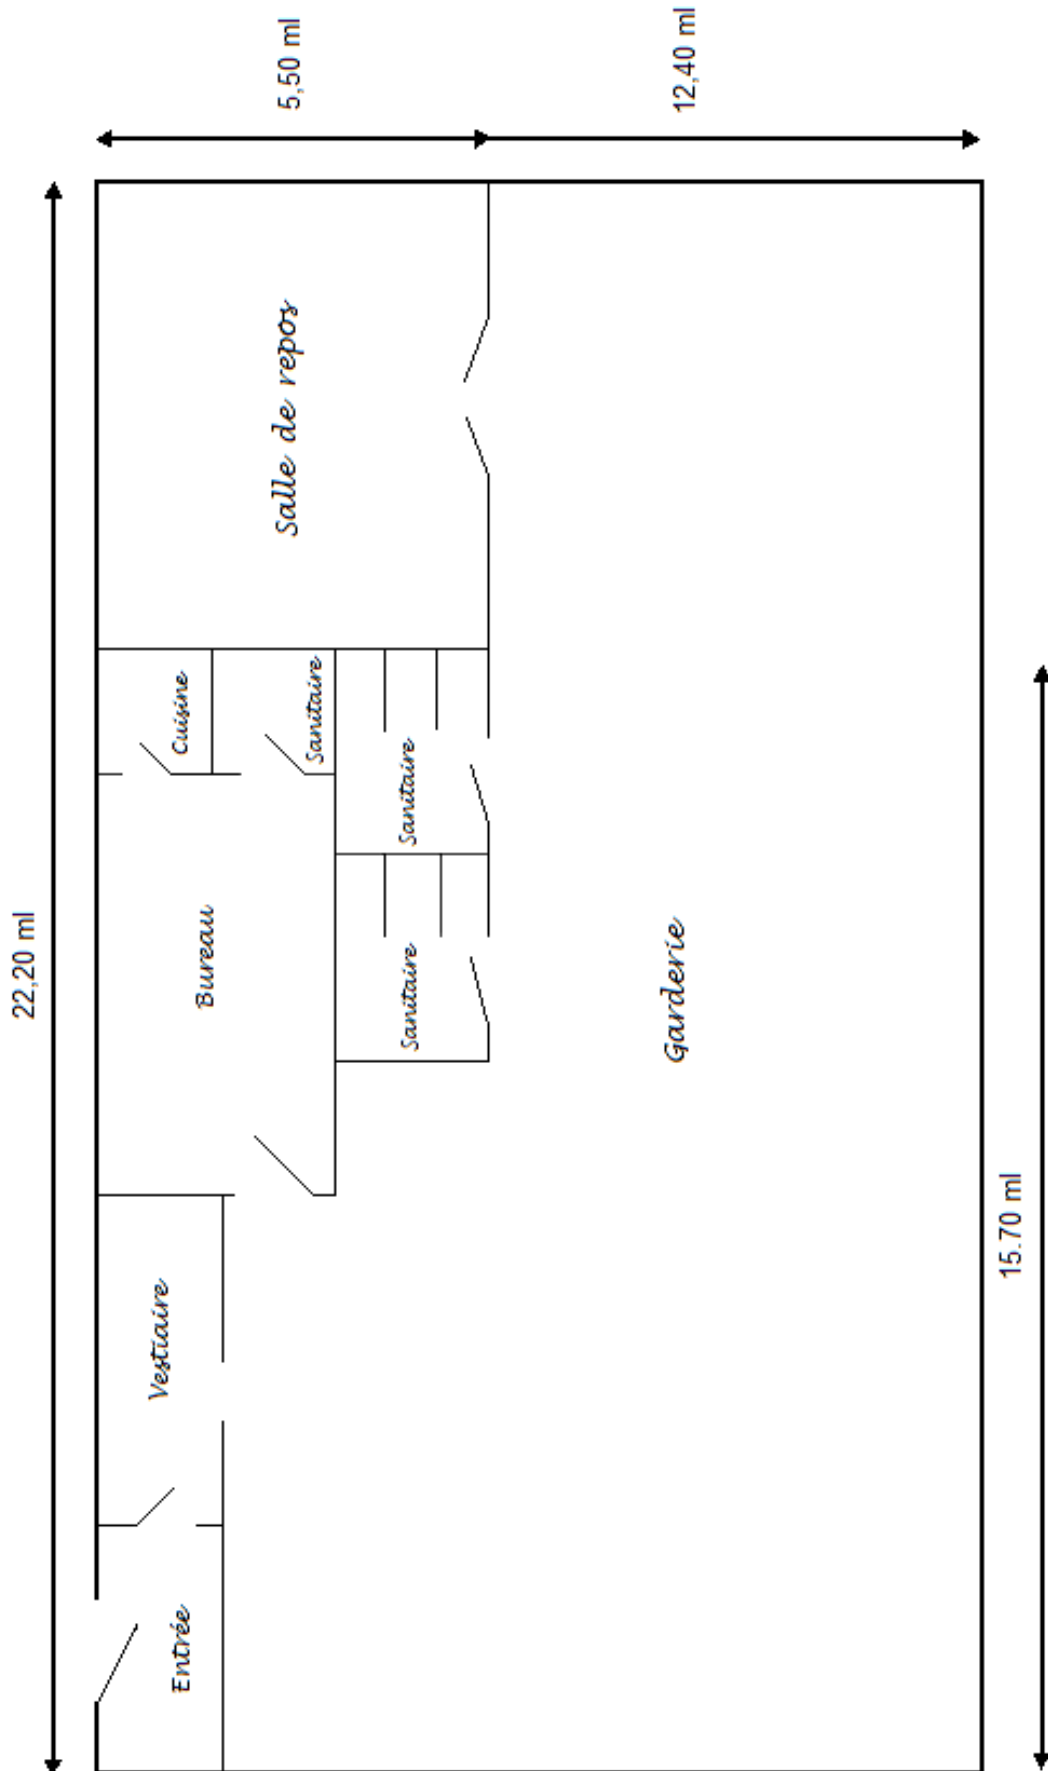 5,50 ml
12,40 ml
22,20 ml
15.70 ml
Salle de repos
Cuisine
Sanitaire
Sanitaire
Sanitaire
Bureau
Garderie
Vestiaire
Entrée